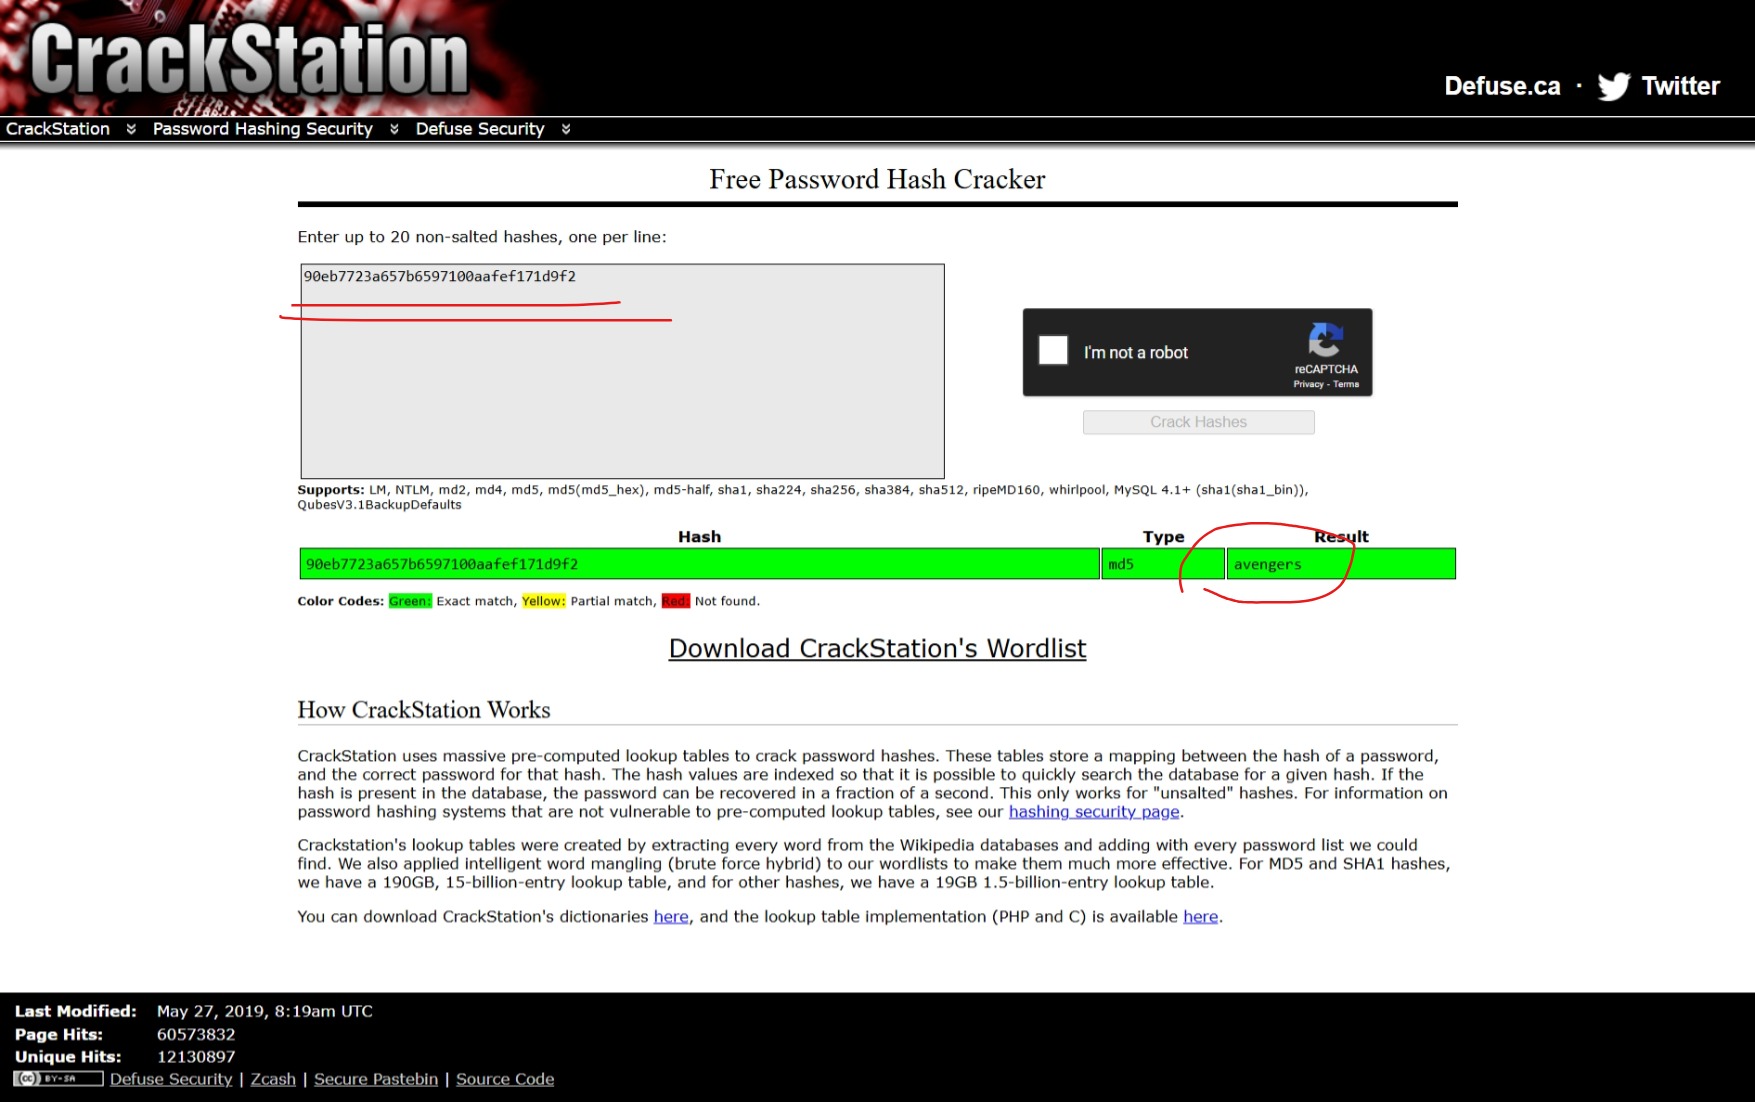 CrackStation
Defuse.ca · Twitter
CrackStation Password Hashing Security Defuse Security
Free Password Hash Cracker
Enter up to 20 non-salted hashes, one per line:
90eb7723a657b6597100aafef171d9f2
I'm not a robot
reCAPTCHA
Privacy - Terms
Crack Hashes
Supports: LM, NTLM, md2, md4, md5, md5(md5_hex), md5-half, sha1, sha224, sha256, sha384, sha512, ripeMD160, whirlpool, MySQL 4.1+ (sha1(sha1_bin)),
QubesV3.1BackupDefaults
Hash Type Result
90eb7723a657b6597100aafef171d9f2 md5 avengers
Color Codes: Green: Exact match, Yellow: Partial match, Red: Not found.
Download CrackStation's Wordlist
How CrackStation Works
CrackStation uses massive pre-computed lookup tables to crack password hashes. These tables store a mapping between the hash of a password,
and the correct password for that hash. The hash values are indexed so that it is possible to quickly search the database for a given hash. If the
hash is present in the database, the password can be recovered in a fraction of a second. This only works for "unsalted" hashes. For information on
password hashing systems that are not vulnerable to pre-computed lookup tables, see our hashing security page.
Crackstation's lookup tables were created by extracting every word from the Wikipedia databases and adding with every password list we could
find. We also applied intelligent word mangling (brute force hybrid) to our wordlists to make them much more effective. For MD5 and SHA1 hashes,
we have a 190GB, 15-billion-entry lookup table, and for other hashes, we have a 19GB 1.5-billion-entry lookup table.
You can download CrackStation's dictionaries here, and the lookup table implementation (PHP and C) is available here.
Last Modified: May 27, 2019, 8:19am UTC
Page Hits: 60573832
Unique Hits: 12130897
(cc) BY-SA Defuse Security | Zcash | Secure Pastebin | Source Code